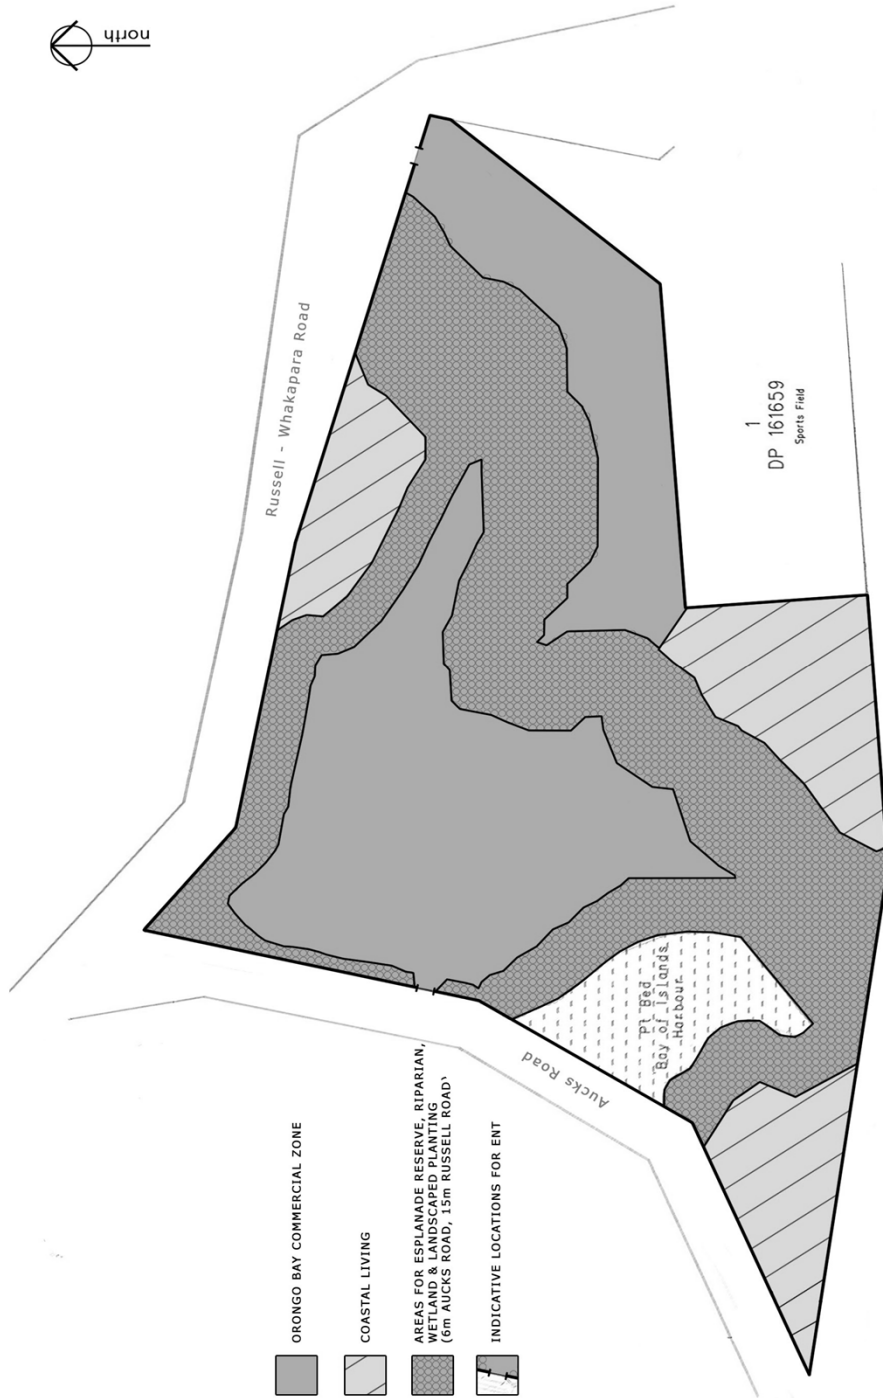 north
Russell - Whakapara Road
1
DP 161659
Sports Field
Pt Bed
Bay of Islands
Harbour
Aucks Road
ORONGO BAY COMMERCIAL ZONE
COASTAL LIVING
AREAS FOR ESPLANADE RESERVE, RIPARIAN,
WETLAND & LANDSCAPED PLANTING
(6m AUCKS ROAD, 15m RUSSELL ROAD)
INDICATIVE LOCATIONS FOR ENT